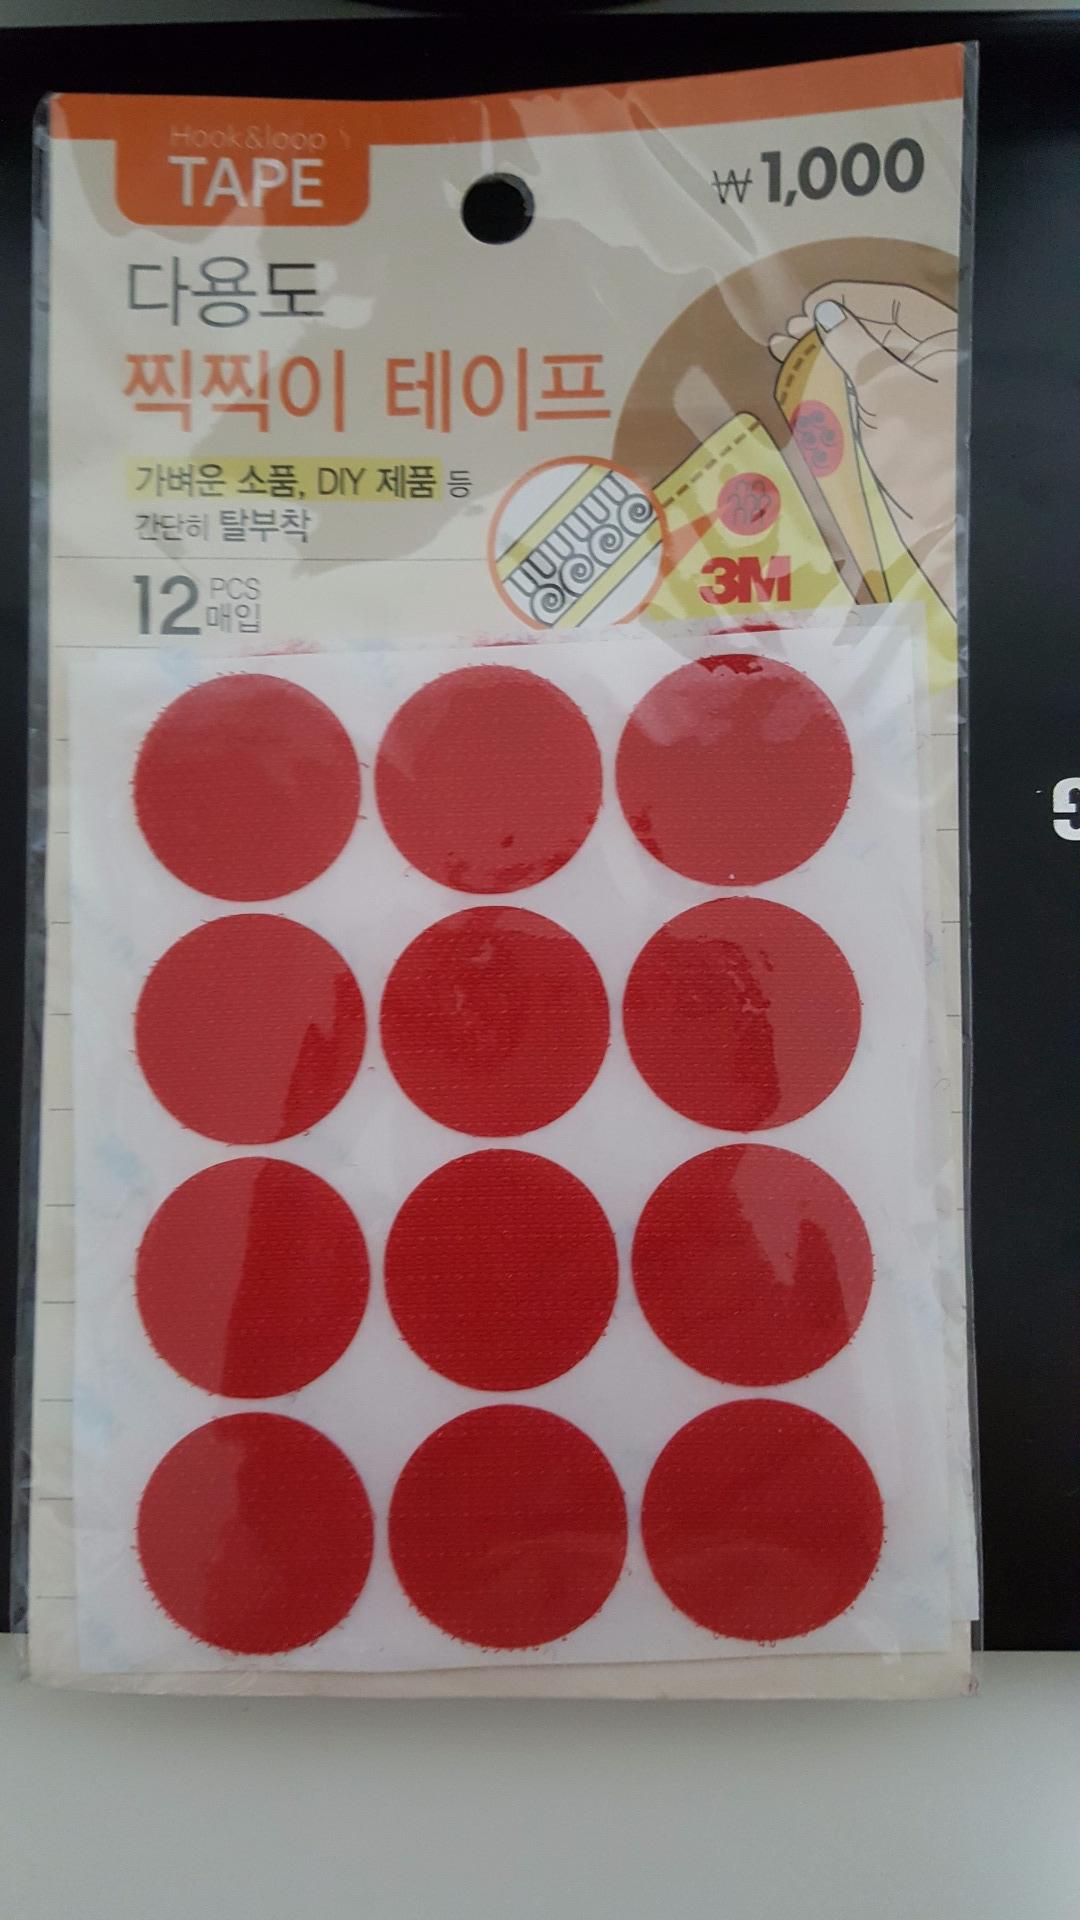 Hook&loop
TAPE
₩1,000
다용도
찍찍이 테이프
가벼운 소품, DIY 제품 등
간단히 탈부착
12 PCS
매입
3M